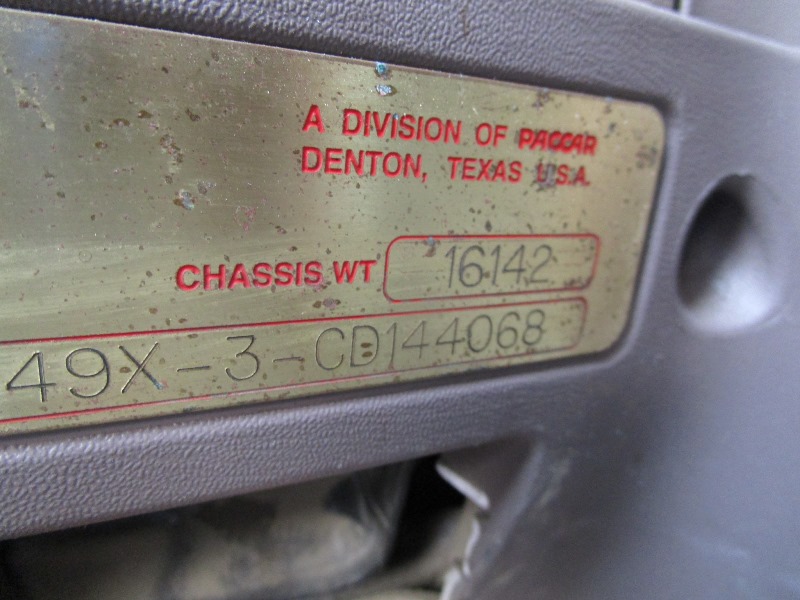 A DIVISION OF PACCAR
DENTON, TEXAS U.S.A.
CHASSIS WT 16142
49X-3-CD144068